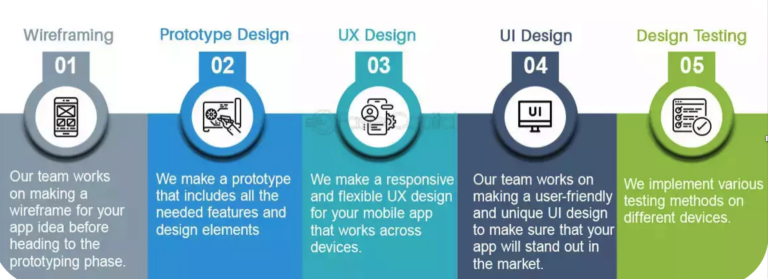 Wireframing
01
Our team works
on making a
wireframe for your
app idea before
heading to the
prototyping phase.
Prototype Design
02
We make a prototype
that includes all the
needed features and
design elements
UX Design
03
We make a responsive
and flexible UX design
for your mobile app
that works across
devices.
UI Design
04
UI
Our team works on
making a user-friendly
and unique UI design
to make sure that your
app will stand out in
the market.
Design Testing
05
We implement various
testing methods on
different devices.